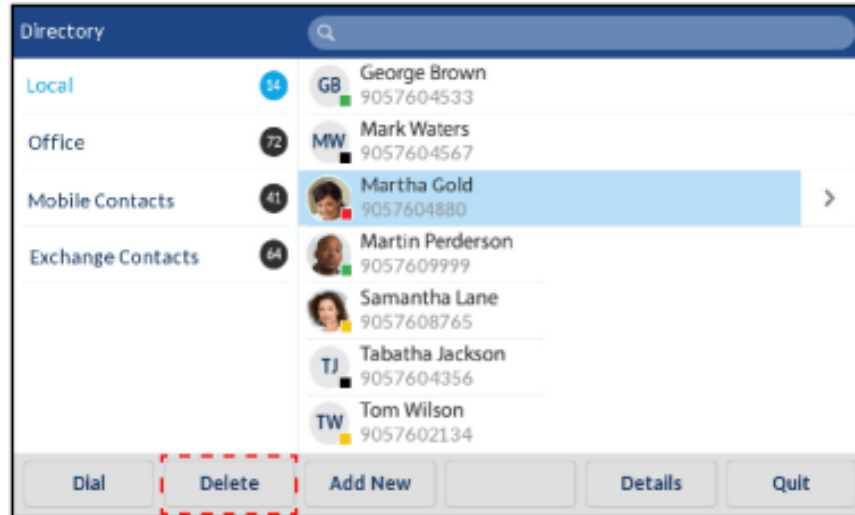 Directory
Local 14
Office 72
Mobile Contacts 41
Exchange Contacts 64
GB George Brown
9057604533
MW Mark Waters
9057604567
Martha Gold
9057604880
Martin Perderson
9057609999
Samantha Lane
9057608765
TJ Tabatha Jackson
9057604356
TW Tom Wilson
9057602134
Dial Delete Add New Details Quit